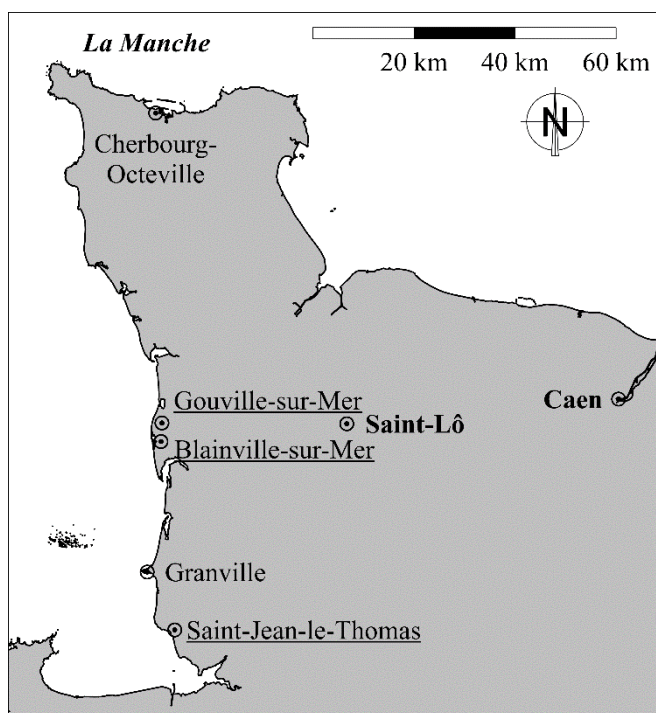 La Manche
20 km 40 km 60 km
N
Cherbourg-
Octeville
Gouville-sur-Mer
Caen
Saint-Lô
Blainville-sur-Mer
Granville
Saint-Jean-le-Thomas